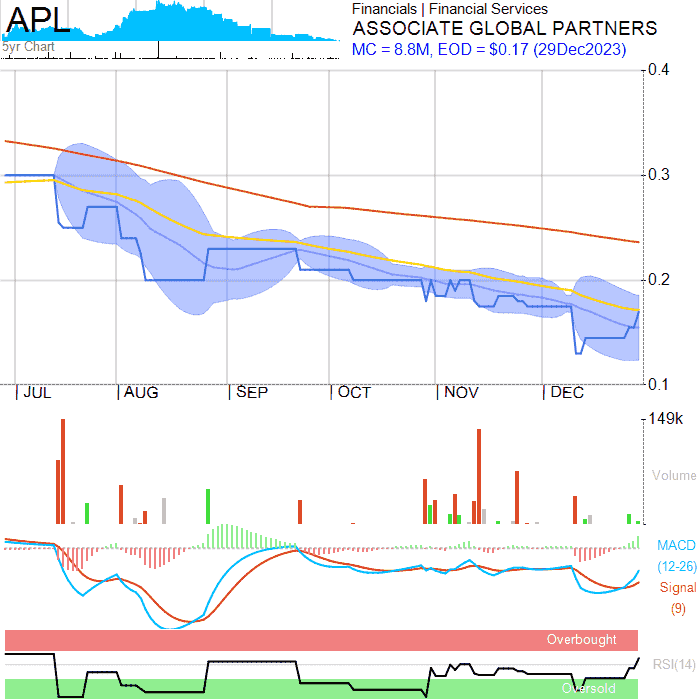 APL
5yr Chart
Financials | Financial Services
ASSOCIATE GLOBAL PARTNERS
MC = 8.8M, EOD = $0.17 (29Dec2023)
0.4
0.3
0.2
0.1
JUL AUG SEP OCT NOV DEC
149k
Volume
MACD
(12-26)
Signal
(9)
Overbought
RSI(14)
Oversold